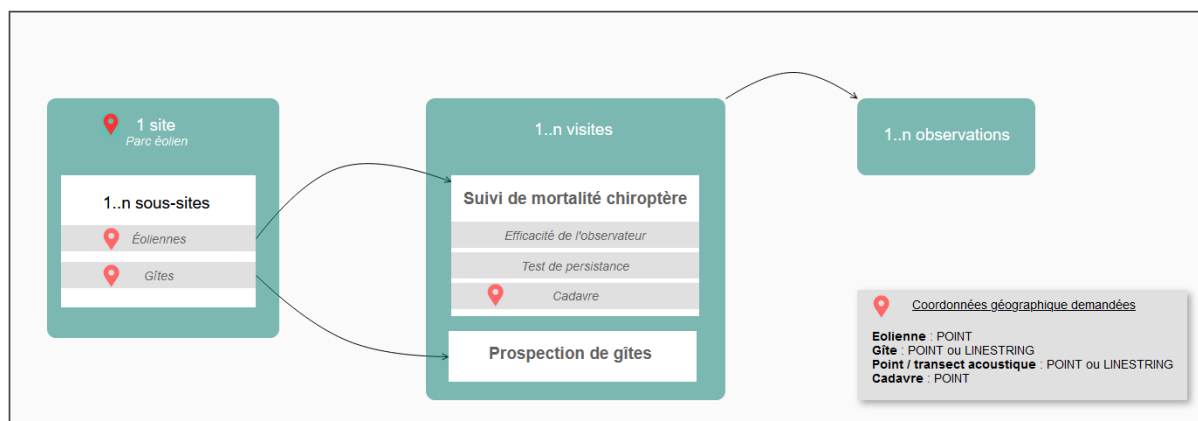 1 site
Parc éolien
1..n sous-sites
Éoliennes
Gîtes
1..n visites
Suivi de mortalité chiroptère
Efficacité de l'observateur
Test de persistance
Cadavre
Prospection de gîtes
1..n observations
Coordonnées géographique demandées
Eolienne : POINT
Gîte : POINT ou LINESTRING
Point / transect acoustique : POINT ou LINESTRING
Cadavre : POINT